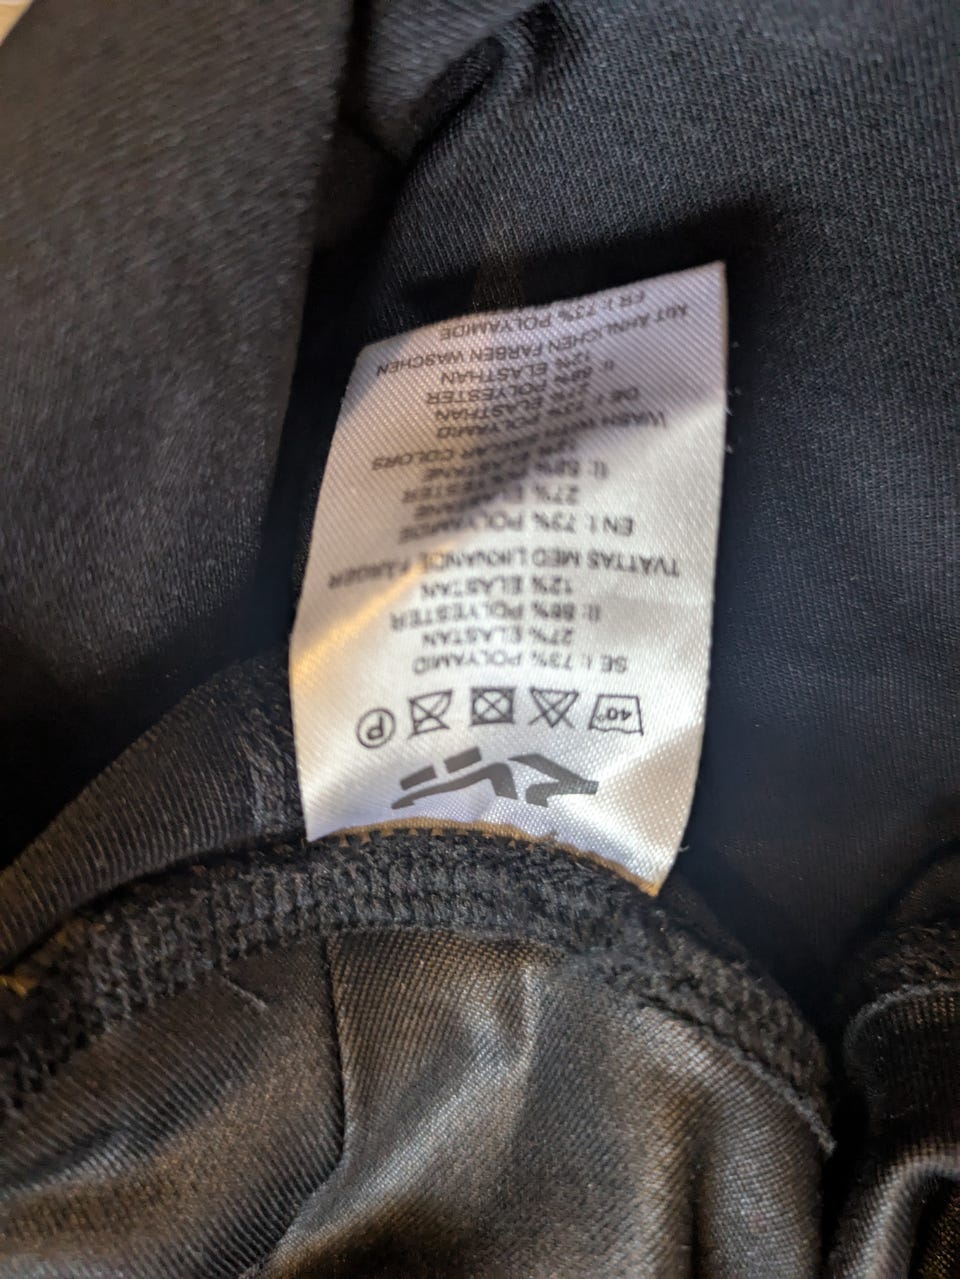 40°
P
SE I: 73% POLYAMID
27% ELASTAN
II: 88% POLYESTER
12% ELASTAN
TVÄTTAS MED LIKNANDE FÄRGER
EN I: 73% POLYAMIDE
27% ELASTANE
II: 88% POLYESTER
12% ELASTANE
WASH WITH SIMILAR COLORS
DE I: 73% POLYAMID
27% ELASTHAN
II: 88% POLYESTER
12% ELASTHAN
MIT ÄHNLICHEN FARBEN WASCHEN
FR I: 73% POLYAMIDE